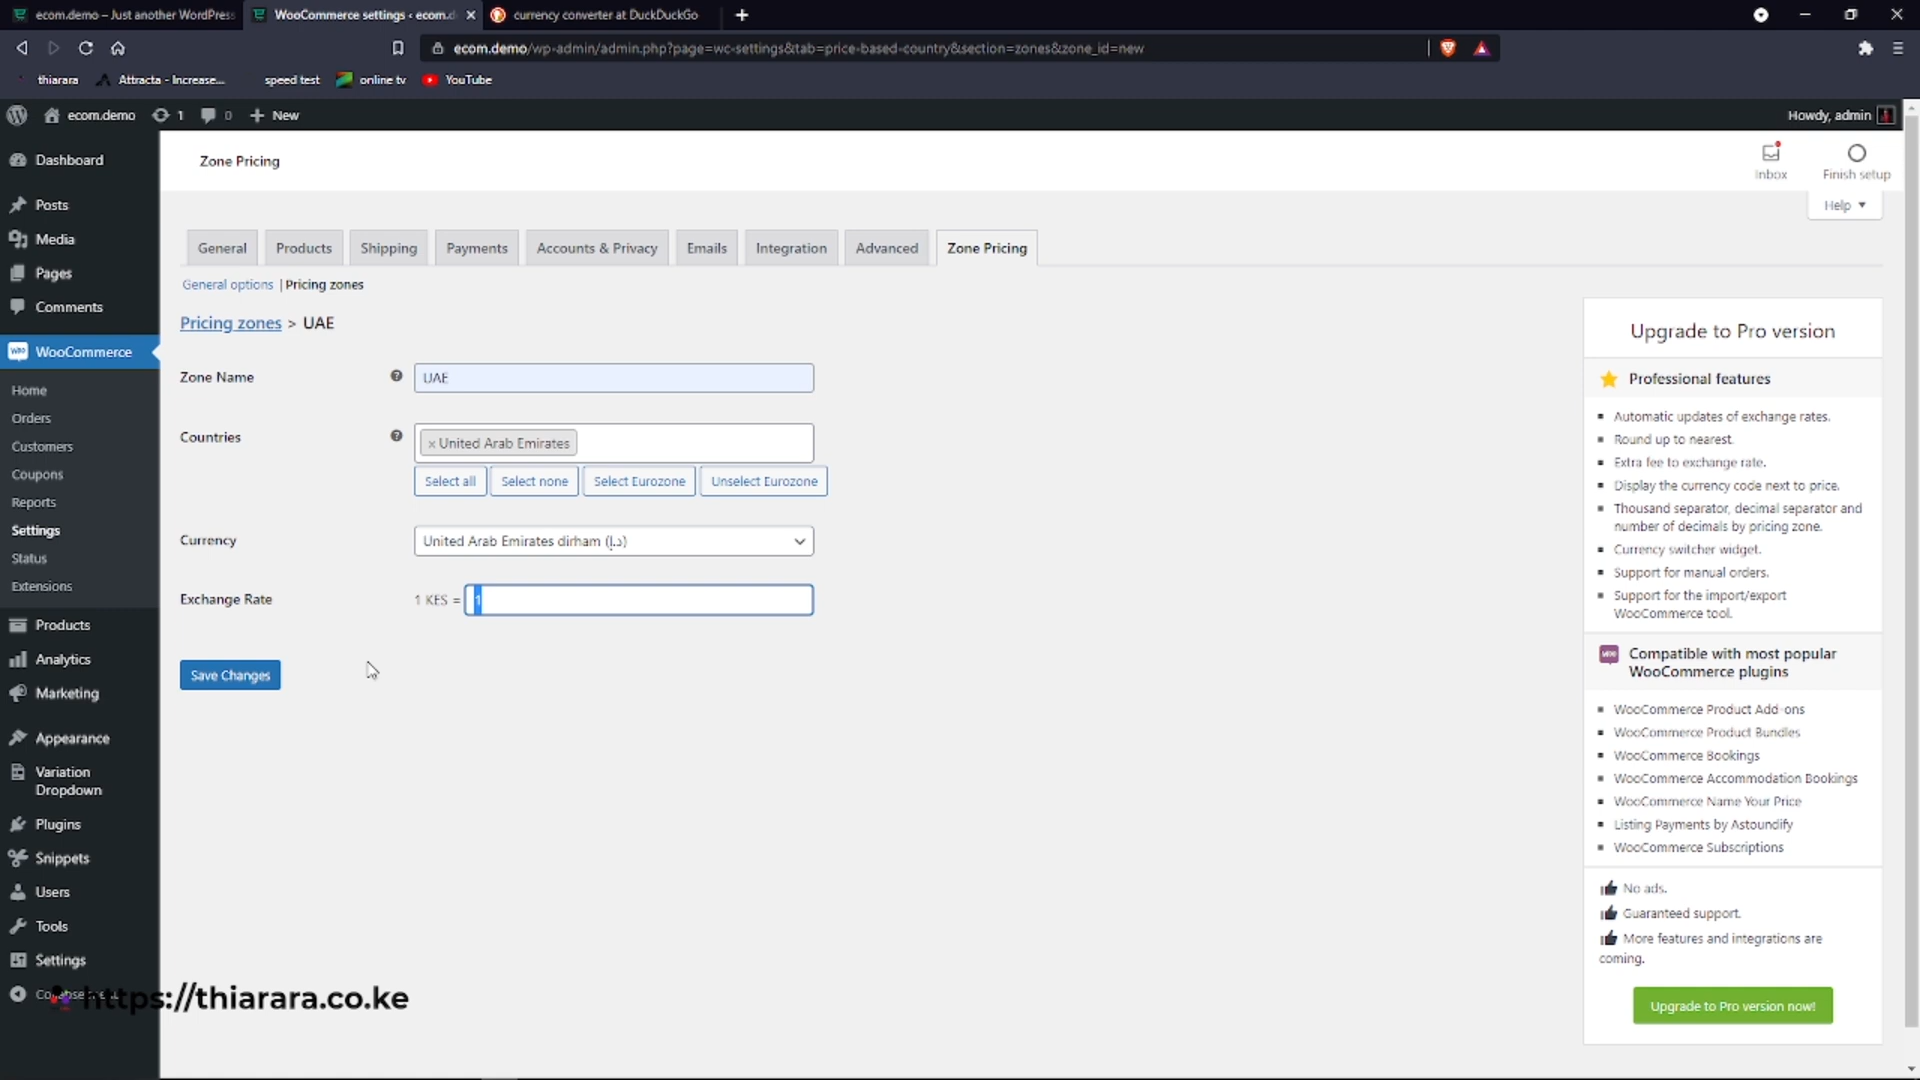 ecom.demo – Just another WordPress
WooCommerce settings ‹ ecom.d
currency converter at DuckDuckGo
ecom.demo/wp-admin/admin.php?page=wc-settings&tab=price-based-country&section=zones&zone_id=new
thiarara
Attracta - Increase...
speed test
online tv
YouTube
ecom.demo
1
0
New
Howdy, admin
Dashboard
Posts
Media
Pages
Comments
WooCommerce
Home
Orders
Customers
Coupons
Reports
Settings
Status
Extensions
Products
Analytics
Marketing
Appearance
Variation
Dropdown
Plugins
Snippets
Users
Tools
Settings
https://thiarara.co.ke
Zone Pricing
Inbox
Finish setup
Help
General
Products
Shipping
Payments
Accounts & Privacy
Emails
Integration
Advanced
Zone Pricing
General options | Pricing zones
Pricing zones > UAE
Zone Name
UAE
Countries
× United Arab Emirates
Select all
Select none
Select Eurozone
Unselect Eurozone
Currency
United Arab Emirates dirham (د.إ)
Exchange Rate
1 KES =
1
Save Changes
Upgrade to Pro version
Professional features
Automatic updates of exchange rates.
Round up to nearest.
Extra fee to exchange rate.
Display the currency code next to price.
Thousand separator, decimal separator and
number of decimals by pricing zone.
Currency switcher widget.
Support for manual orders.
Support for the import/export
WooCommerce tool.
Compatible with most popular
WooCommerce plugins
WooCommerce Product Add-ons
WooCommerce Product Bundles
WooCommerce Bookings
WooCommerce Accommodation Bookings
WooCommerce Name Your Price
Listing Payments by Astoundify
WooCommerce Subscriptions
No ads.
Guaranteed support.
More features and integrations are
coming.
Upgrade to Pro version now!